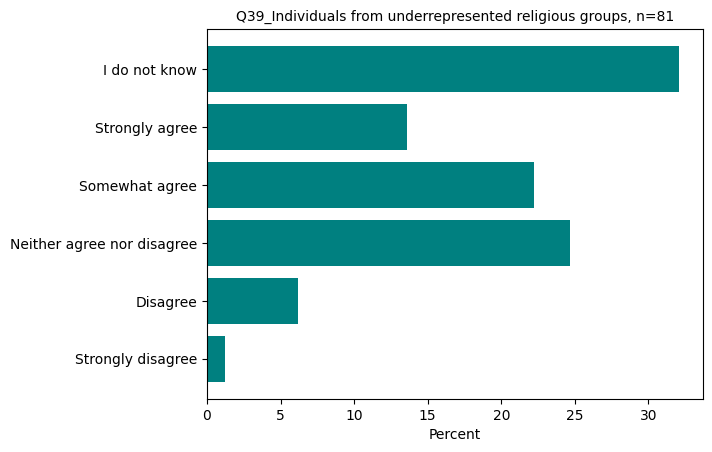 Q39_Individuals from underrepresented religious groups, n=81
I do not know
Strongly agree
Somewhat agree
Neither agree nor disagree
Disagree
Strongly disagree
0 5 10 15 20 25 30
Percent